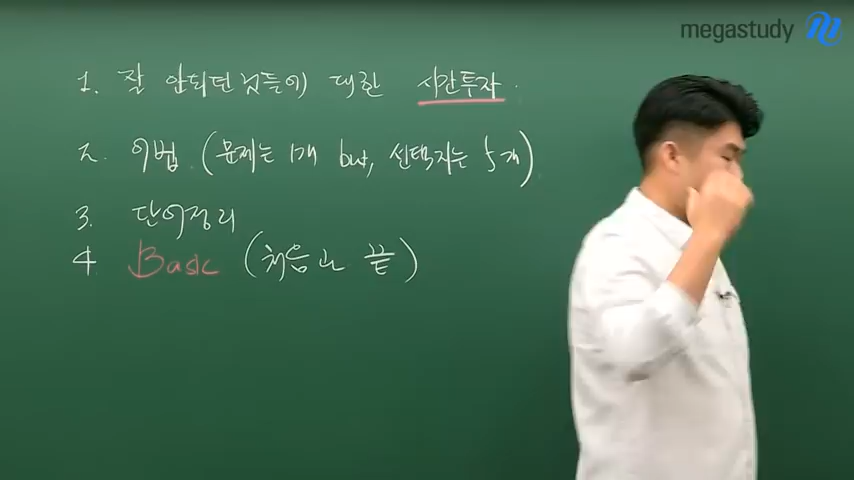 megastudy
1. 잘 안되던 것들에 대한 시간투자.
2. 어법 (문제는 1개 but, 선택지는 5개)
3. 단어정리
4 Basic (처음과 끝)